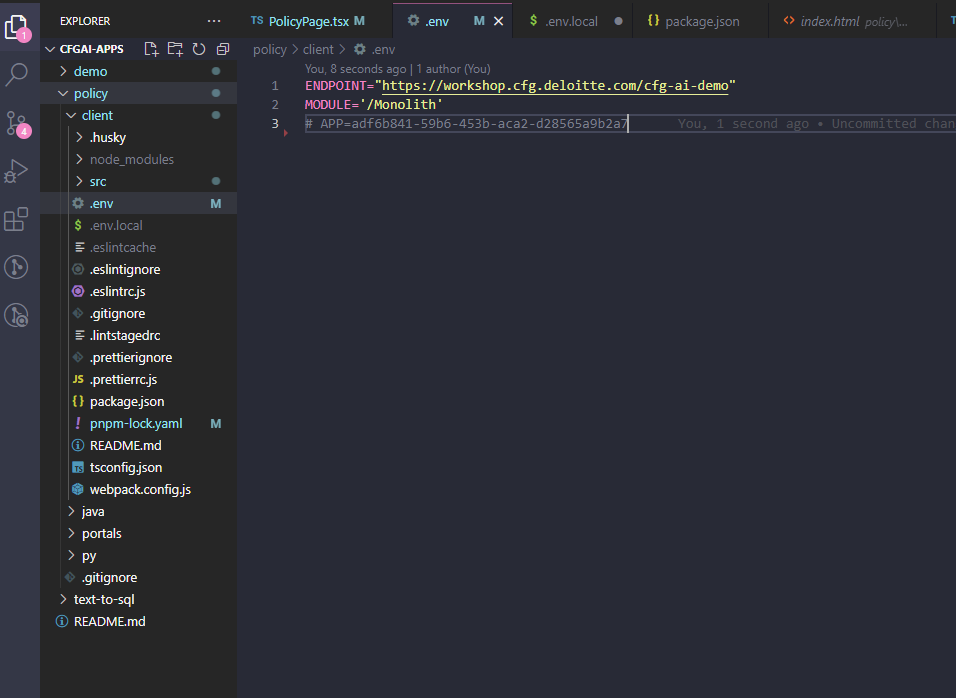 EXPLORER ...
CFGAI-APPS
demo
policy
client
.husky
node_modules
src
.env M
.env.local
.eslintcache
.eslintignore
.eslintrc.js
.gitignore
.lintstagedrc
.prettierignore
JS .prettierrc.js
{} package.json
! pnpm-lock.yaml M
README.md
TS tsconfig.json
webpack.config.js
java
portals
py
.gitignore
text-to-sql
README.md
1
4
TS PolicyPage.tsx M
.env M
$ .env.local
{} package.json
<> index.html policy\...
policy > client > .env
You, 8 seconds ago | 1 author (You)
1 ENDPOINT="https://workshop.cfg.deloitte.com/cfg-ai-demo"
2 MODULE='/Monolith'
3 # APP=adf6b841-59b6-453b-aca2-d28565a9b2a7 You, 1 second ago • Uncommitted chan